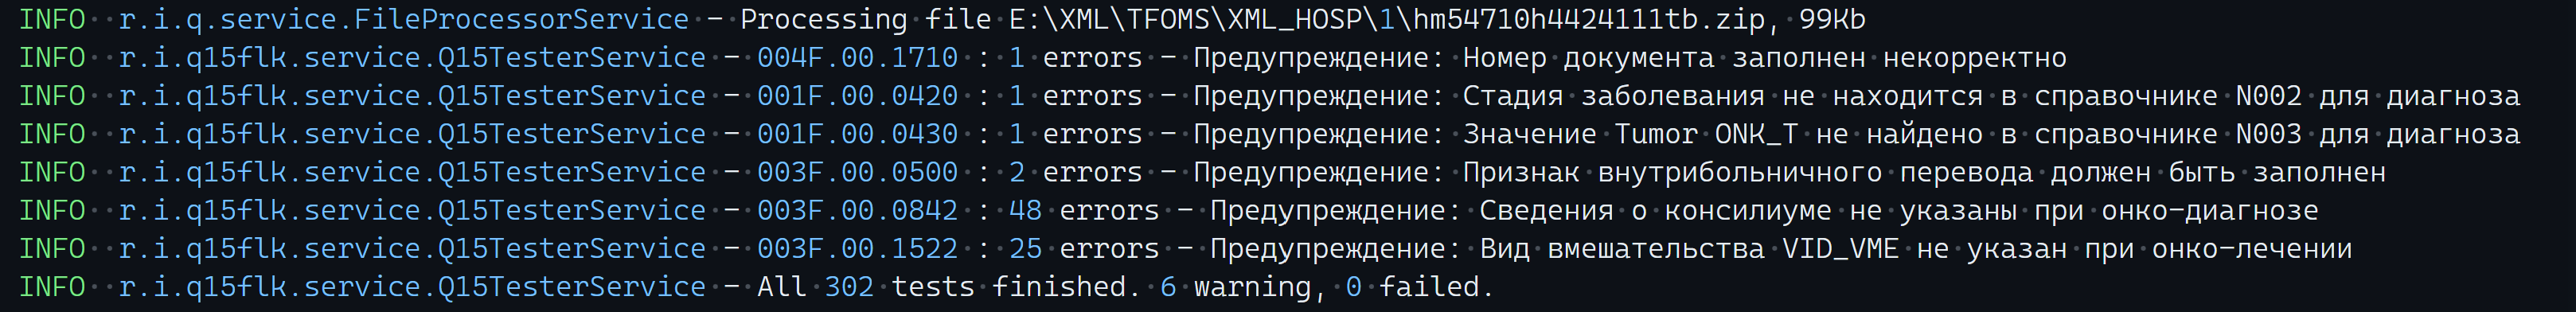 INFO  r.i.q.service.FileProcessorService - Processing file E:\XML\TFOMS\XML_HOSP\1\hm54710h4424111tb.zip, 99Kb
INFO  r.i.q15flk.service.Q15TesterService - 004F.00.1710 : 1 errors - Предупреждение: Номер документа заполнен некорректно
INFO  r.i.q15flk.service.Q15TesterService - 001F.00.0420 : 1 errors - Предупреждение: Стадия заболевания не находится в справочнике N002 для диагноза
INFO  r.i.q15flk.service.Q15TesterService - 001F.00.0430 : 1 errors - Предупреждение: Значение Tumor ONK_T не найдено в справочнике N003 для диагноза
INFO  r.i.q15flk.service.Q15TesterService - 003F.00.0500 : 2 errors - Предупреждение: Признак внутрибольничного перевода должен быть заполнен
INFO  r.i.q15flk.service.Q15TesterService - 003F.00.0842 : 48 errors - Предупреждение: Сведения о консилиуме не указаны при онко-диагнозе
INFO  r.i.q15flk.service.Q15TesterService - 003F.00.1522 : 25 errors - Предупреждение: Вид вмешательства VID_VME не указан при онко-лечении
INFO  r.i.q15flk.service.Q15TesterService - All 302 tests finished. 6 warning, 0 failed.